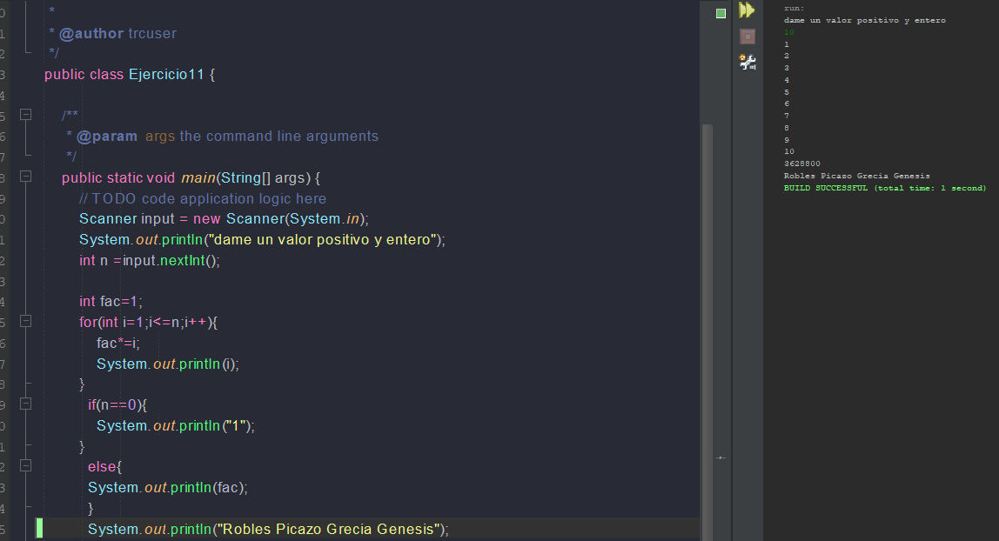 *
* @author trcuser
*/
public class Ejercicio11 {
/**
* @param args the command line arguments
*/
public static void main(String[] args) {
// TODO code application logic here
Scanner input = new Scanner(System.in);
System.out.println("dame un valor positivo y entero");
int n =input.nextInt();
int fac=1;
for(int i=1;i<=n;i++){
fac*=i;
System.out.println(i);
}
if(n==0){
System.out.println("1");
}
else{
System.out.println(fac);
}
System.out.println("Robles Picazo Grecia Genesis");
run:
dame un valor positivo y entero
10
1
2
3
4
5
6
7
8
9
10
3628800
Robles Picazo Grecia Genesis
BUILD SUCCESSFUL (total time: 1 second)